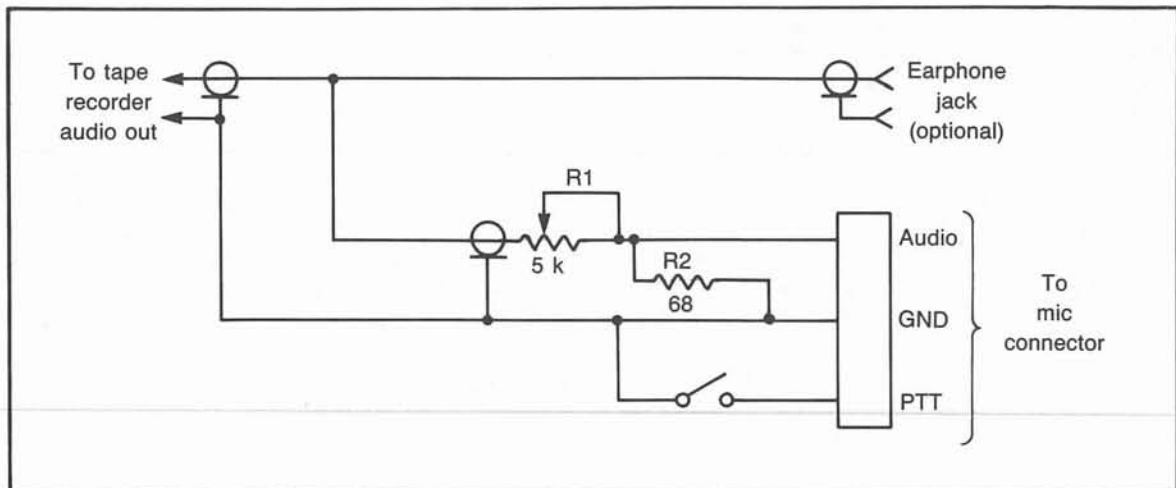 To tape
recorder
audio out
Earphone
jack
(optional)
R1
5 k
R2
68
Audio
GND
PTT
To
mic
connector